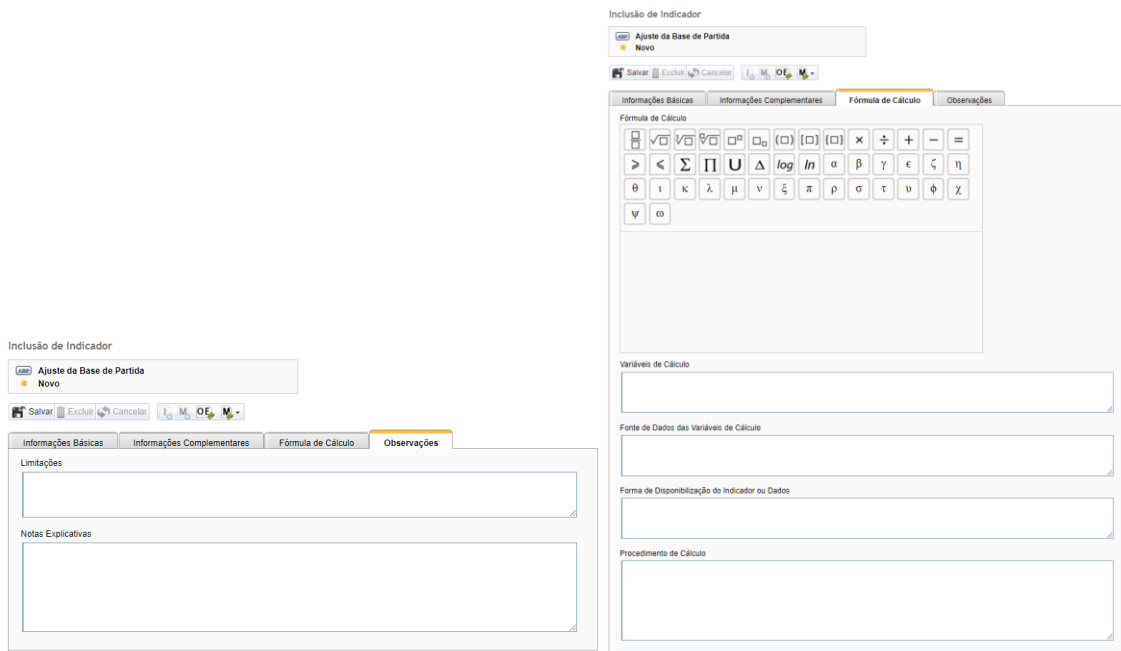 Inclusão de Indicador
ABP Ajuste da Base de Partida
Novo
Salvar Excluir Cancelar I M OE M
Informações Básicas Informações Complementares Fórmula de Cálculo Observações
Limitações
Notas Explicativas
Inclusão de Indicador
ABP Ajuste da Base de Partida
Novo
Salvar Excluir Cancelar I M OE M
Informações Básicas Informações Complementares Fórmula de Cálculo Observações
Fórmula de Cálculo
(□) [□] {□} × ÷ + − =
⩾ ⩽ Σ ∏ U Δ log ln α β γ ϵ ζ η
θ ι κ λ μ ν ξ π ρ σ τ υ ϕ χ
ψ ω
Variáveis de Cálculo
Fonte de Dados das Variáveis de Cálculo
Forma de Disponibilização do Indicador ou Dados
Procedimento de Cálculo